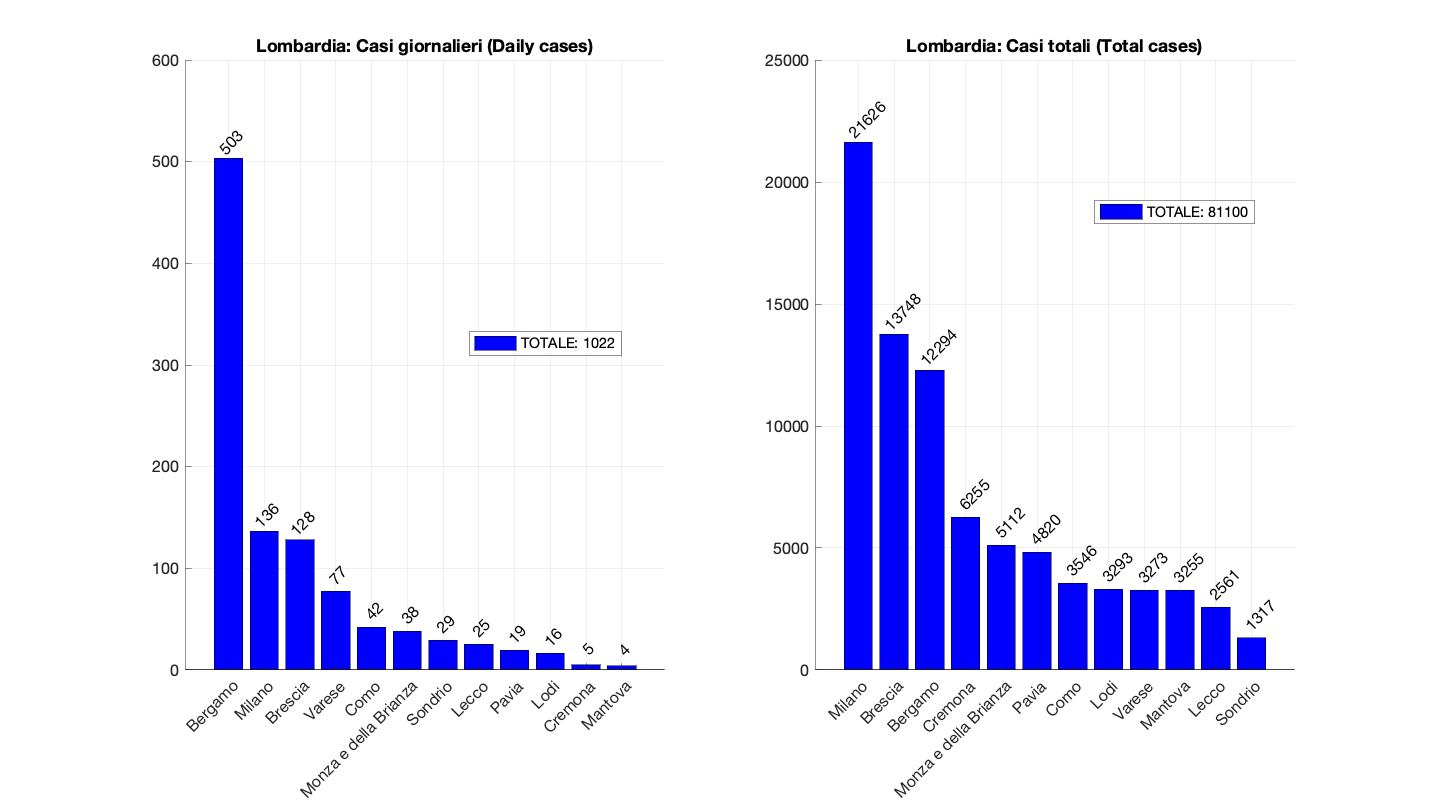 Lombardia: Casi giornalieri (Daily cases)
600
500
400
300
200
100
0
503
136
128
77
42
38
29
25
19
16
5
4
TOTALE: 1022
Bergamo
Milano
Brescia
Varese
Como
Monza e della Brianza
Sondrio
Lecco
Pavia
Lodi
Cremona
Mantova
Lombardia: Casi totali (Total cases)
25000
20000
15000
10000
5000
0
21626
13748
12294
6255
5112
4820
3546
3293
3273
3255
2561
1317
TOTALE: 81100
Milano
Brescia
Bergamo
Cremona
Monza e della Brianza
Pavia
Como
Lodi
Varese
Mantova
Lecco
Sondrio